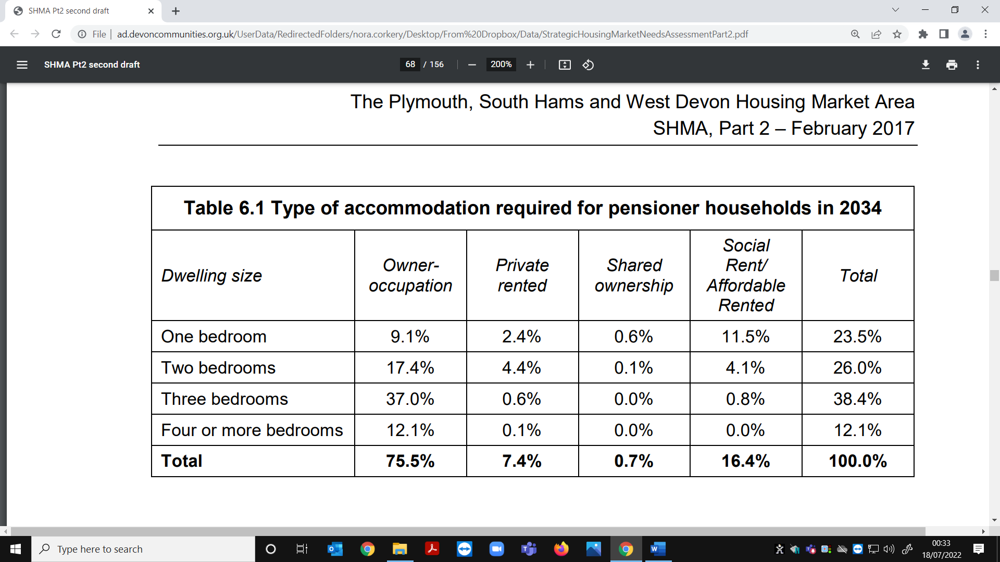 SHMA Pt2 second draft
File | ad.devoncommunities.org.uk/UserData/RedirectedFolders/nora.corkery/Desktop/From%20Dropbox/Data/StrategicHousingMarketNeedsAssessmentPart2.pdf
SHMA Pt2 second draft 68 / 156 200%
The Plymouth, South Hams and West Devon Housing Market Area
SHMA, Part 2 – February 2017
Table 6.1 Type of accommodation required for pensioner households in 2034
Dwelling size Owner-occupation Private rented Shared ownership Social Rent/ Affordable Rented Total
One bedroom 9.1% 2.4% 0.6% 11.5% 23.5%
Two bedrooms 17.4% 4.4% 0.1% 4.1% 26.0%
Three bedrooms 37.0% 0.6% 0.0% 0.8% 38.4%
Four or more bedrooms 12.1% 0.1% 0.0% 0.0% 12.1%
Total 75.5% 7.4% 0.7% 16.4% 100.0%
Type here to search
00:33
18/07/2022